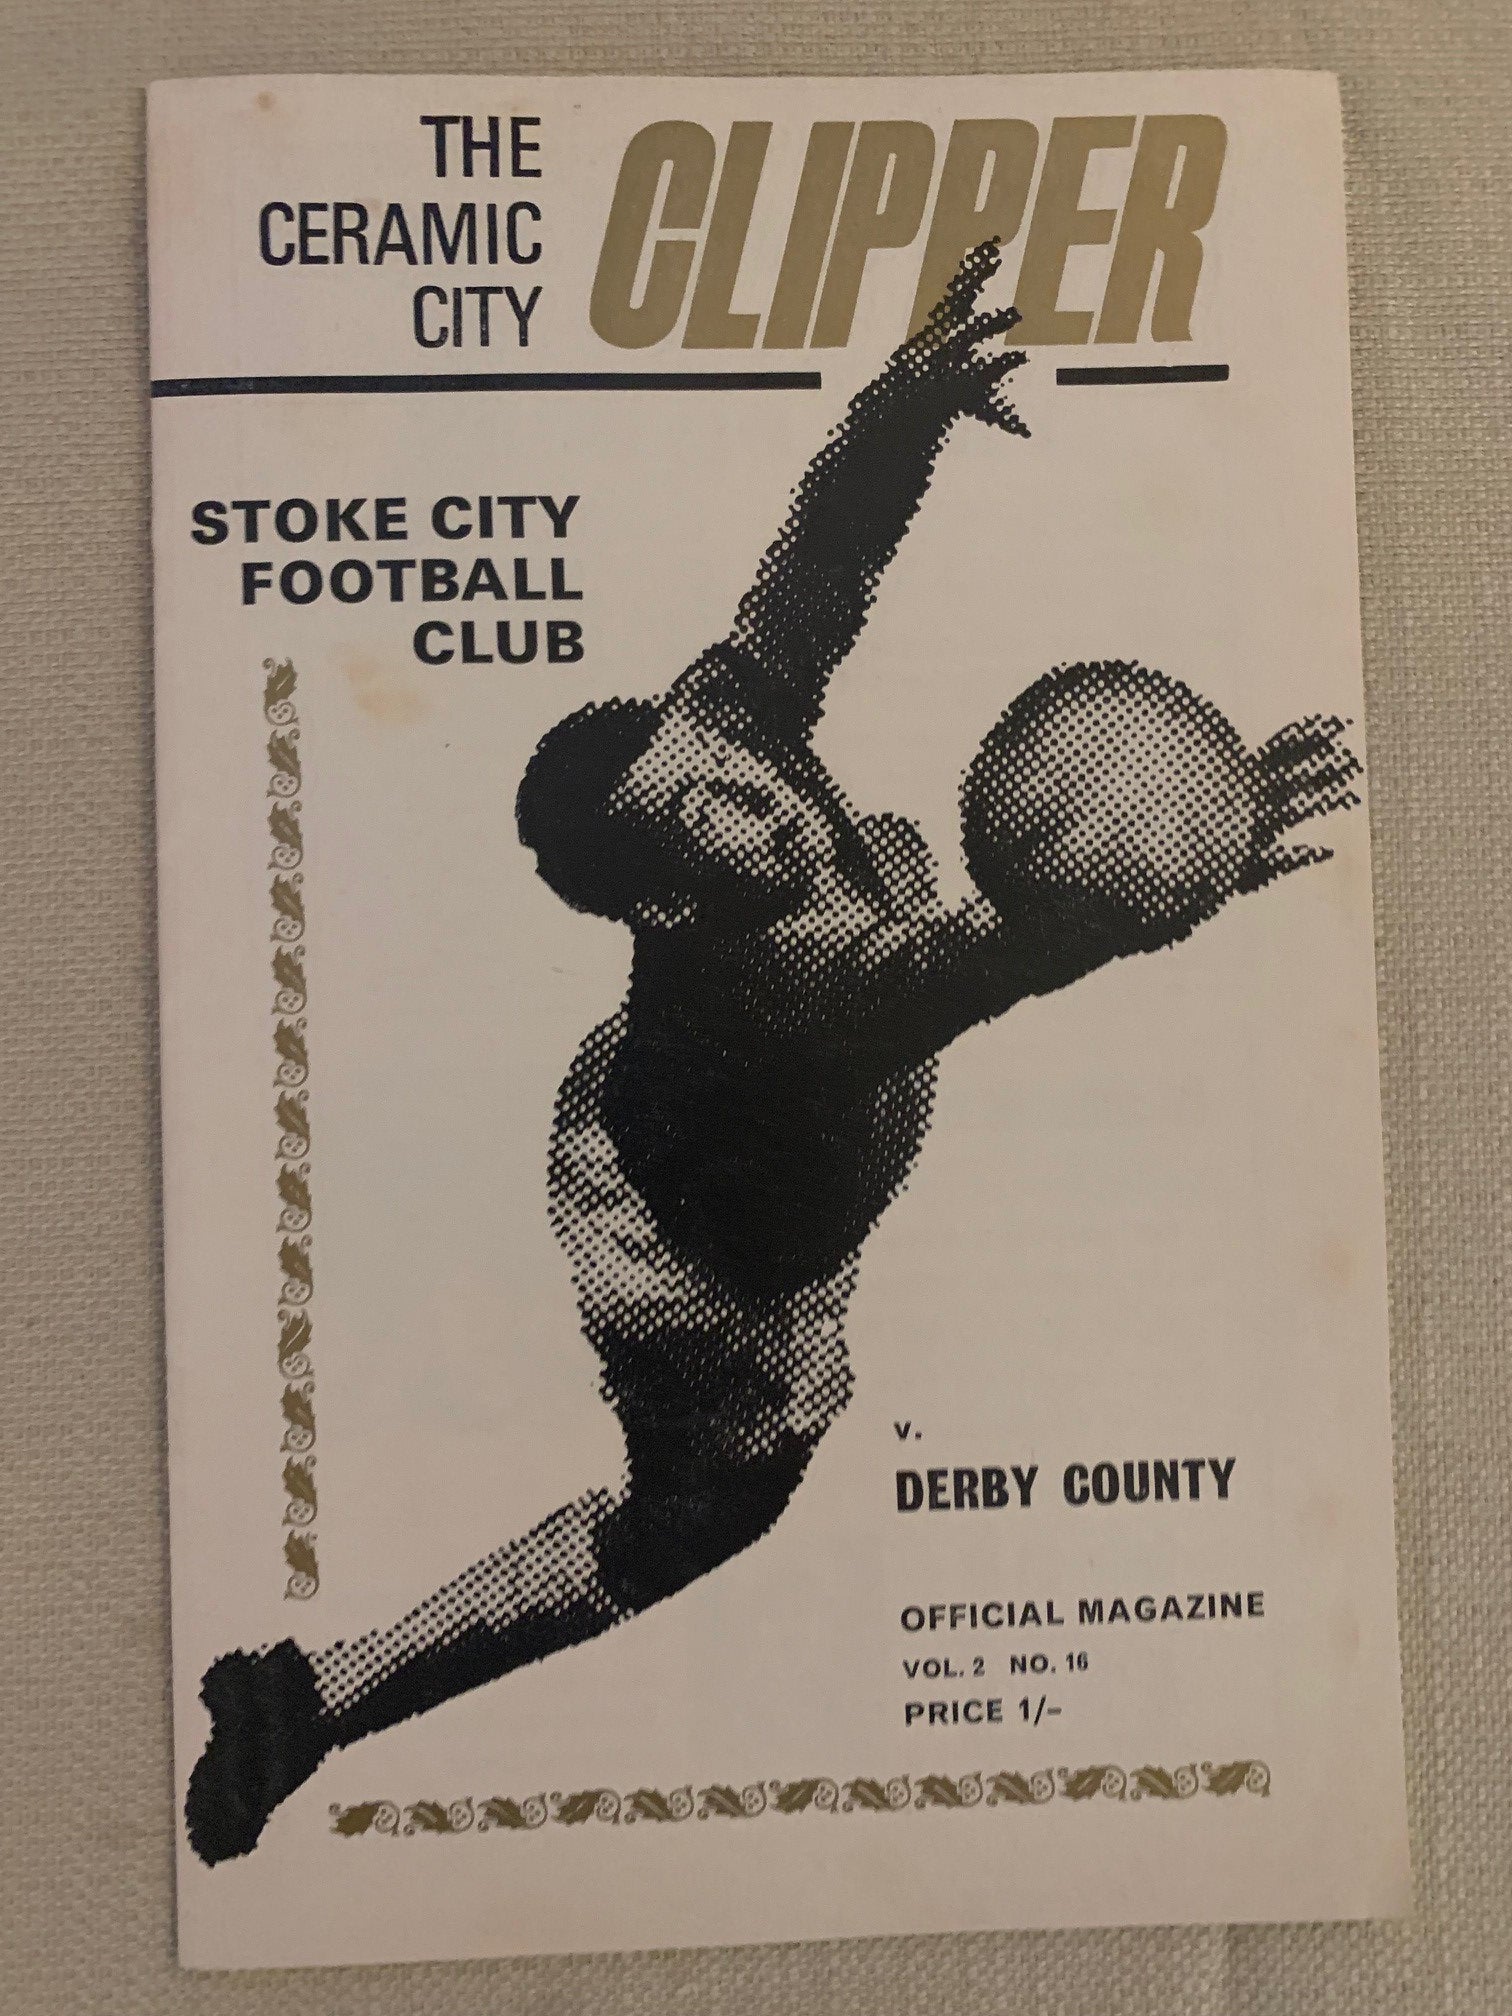 THE
CERAMIC
CITY
CLIPPER
STOKE CITY
FOOTBALL
CLUB
v.
DERBY COUNTY
OFFICIAL MAGAZINE
VOL. 2 NO. 16
PRICE 1/-